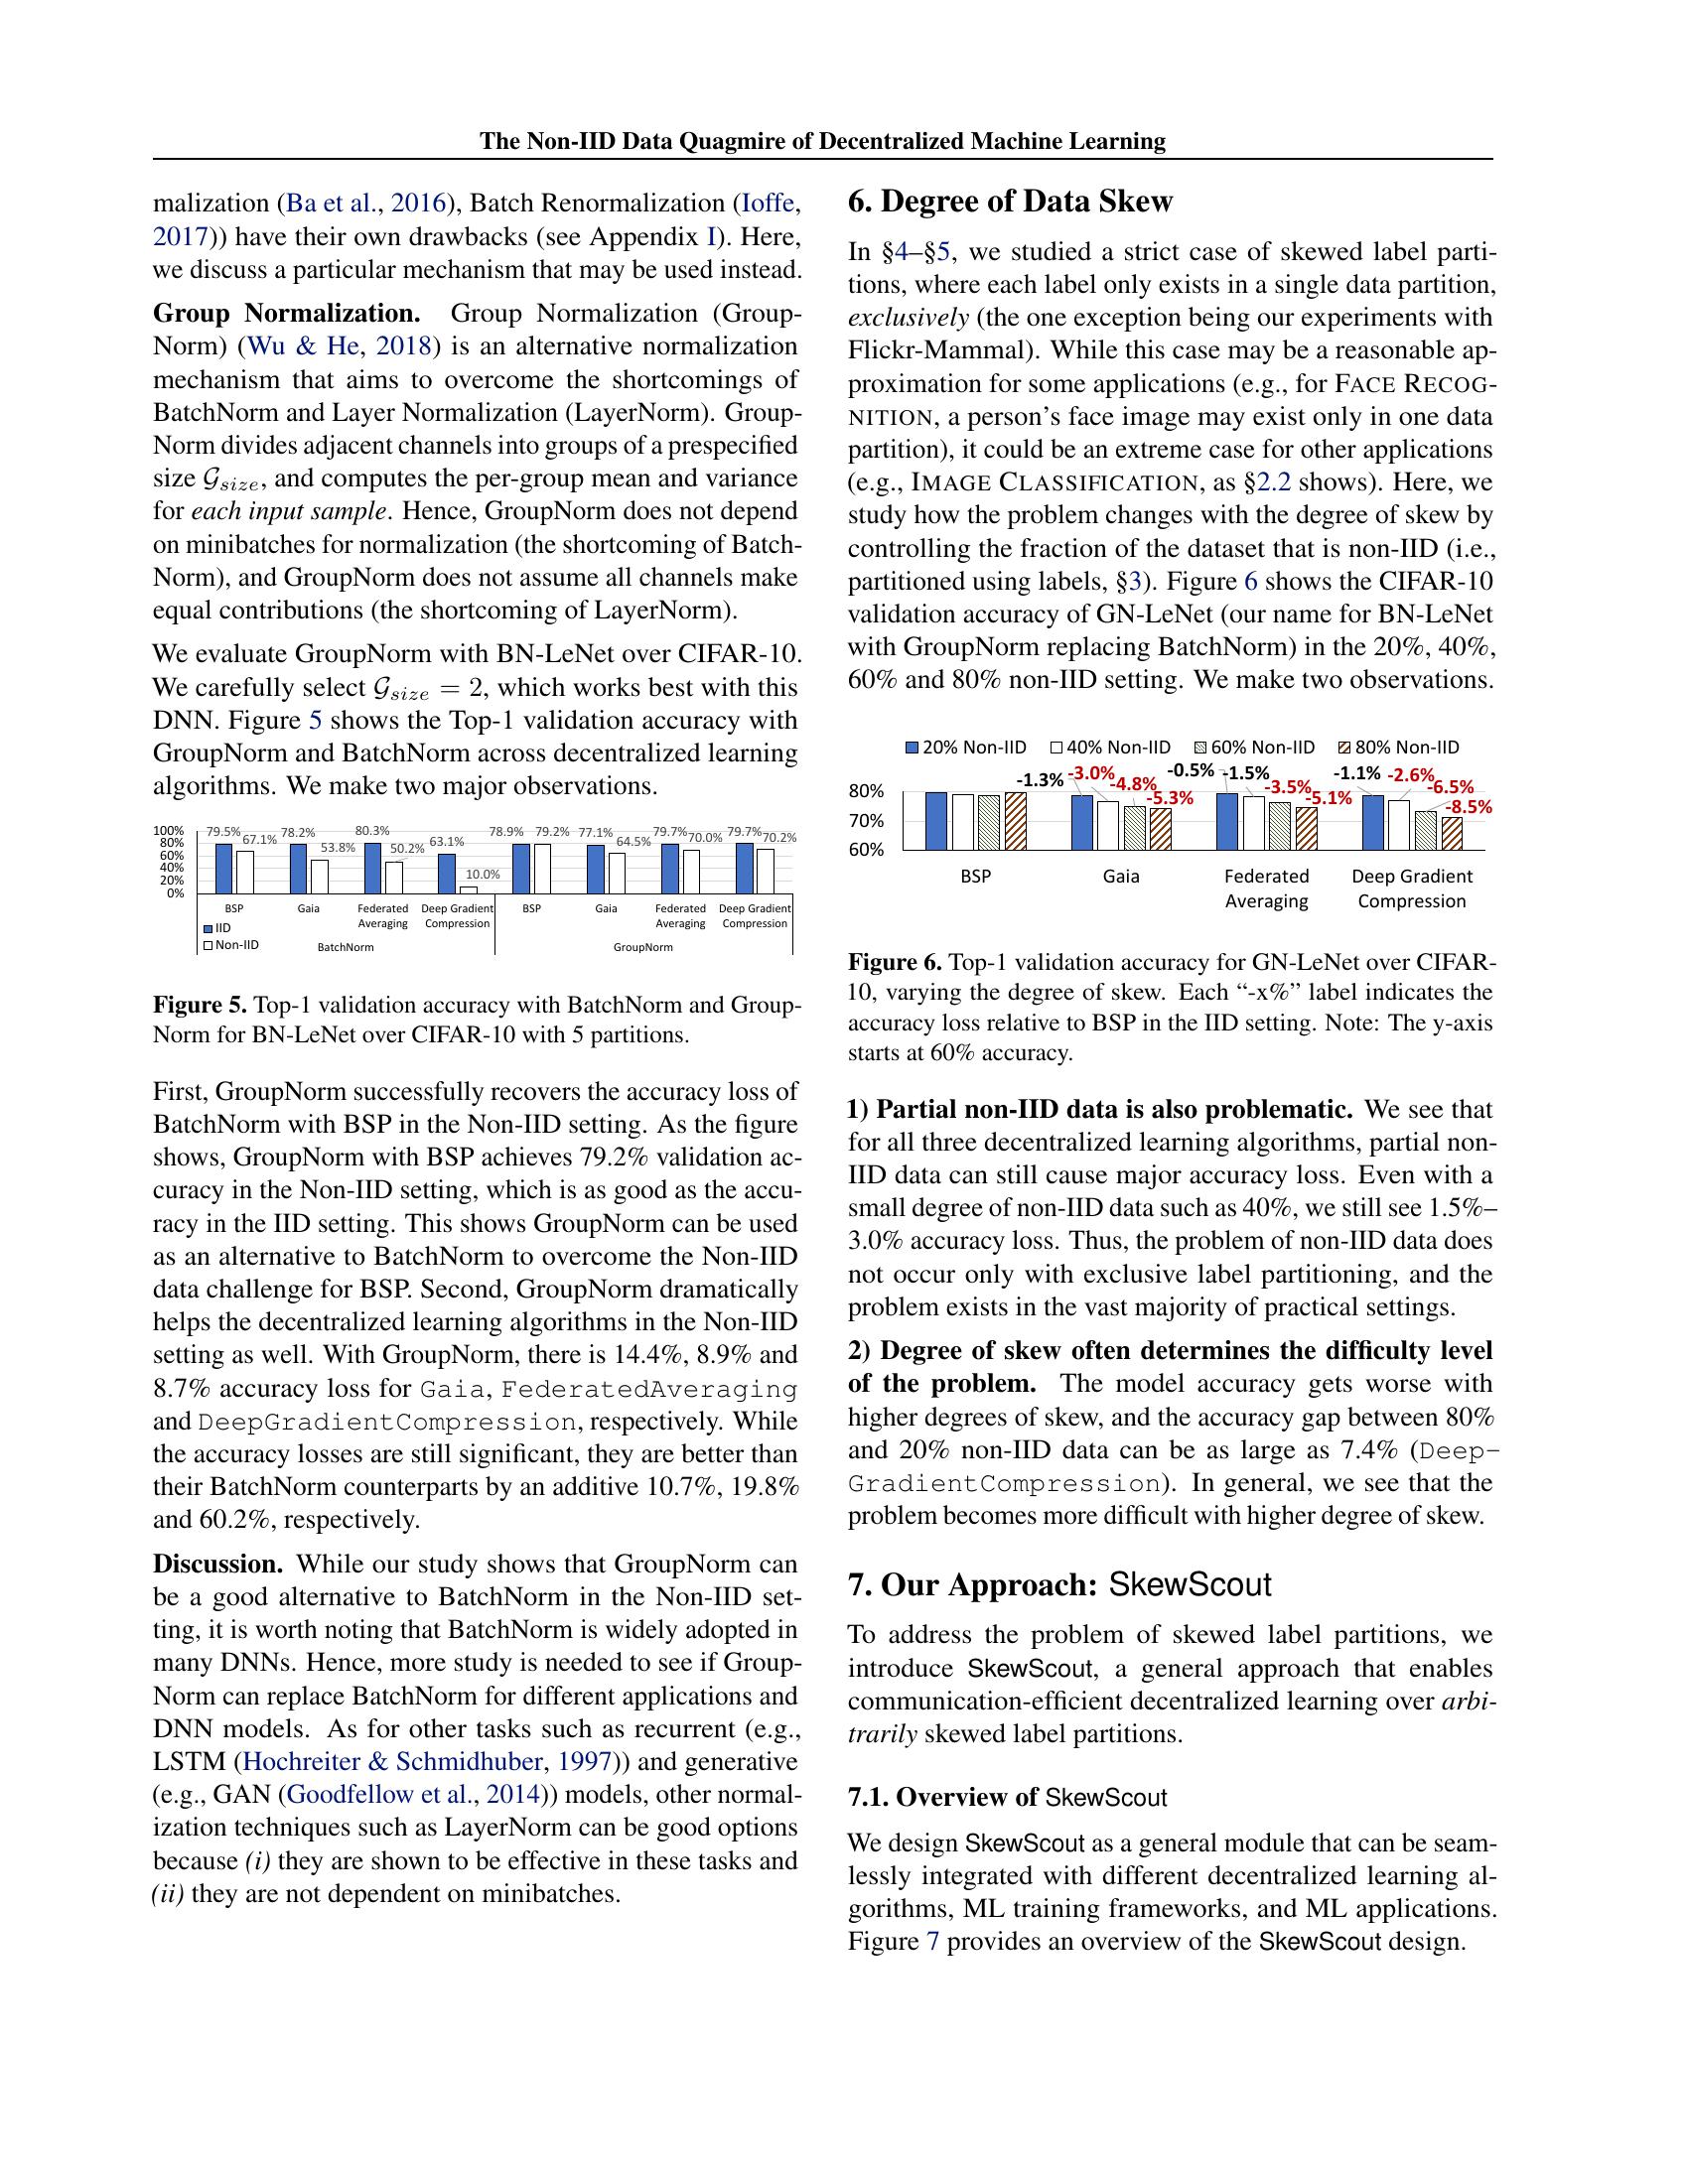 The Non-IID Data Quagmire of Decentralized Machine Learning
malization (Ba et al., 2016), Batch Renormalization (Ioffe,
2017)) have their own drawbacks (see Appendix I). Here,
we discuss a particular mechanism that may be used instead.
Group Normalization. Group Normalization (Group-
Norm) (Wu & He, 2018) is an alternative normalization
mechanism that aims to overcome the shortcomings of
BatchNorm and Layer Normalization (LayerNorm). Group-
Norm divides adjacent channels into groups of a prespecified
size 𝒢size, and computes the per-group mean and variance
for each input sample. Hence, GroupNorm does not depend
on minibatches for normalization (the shortcoming of Batch-
Norm), and GroupNorm does not assume all channels make
equal contributions (the shortcoming of LayerNorm).
We evaluate GroupNorm with BN-LeNet over CIFAR-10.
We carefully select 𝒢size = 2, which works best with this
DNN. Figure 5 shows the Top-1 validation accuracy with
GroupNorm and BatchNorm across decentralized learning
algorithms. We make two major observations.
100%
80%
60%
40%
20%
0%
79.5% 67.1% 78.2% 53.8% 80.3% 50.2% 63.1% 10.0% 78.9% 79.2% 77.1% 64.5% 79.7% 70.0% 79.7% 70.2%
BSP Gaia Federated Averaging Deep Gradient Compression BSP Gaia Federated Averaging Deep Gradient Compression
IID
Non-IID BatchNorm GroupNorm
Figure 5. Top-1 validation accuracy with BatchNorm and Group-
Norm for BN-LeNet over CIFAR-10 with 5 partitions.
First, GroupNorm successfully recovers the accuracy loss of
BatchNorm with BSP in the Non-IID setting. As the figure
shows, GroupNorm with BSP achieves 79.2% validation ac-
curacy in the Non-IID setting, which is as good as the accu-
racy in the IID setting. This shows GroupNorm can be used
as an alternative to BatchNorm to overcome the Non-IID
data challenge for BSP. Second, GroupNorm dramatically
helps the decentralized learning algorithms in the Non-IID
setting as well. With GroupNorm, there is 14.4%, 8.9% and
8.7% accuracy loss for Gaia, FederatedAveraging
and DeepGradientCompression, respectively. While
the accuracy losses are still significant, they are better than
their BatchNorm counterparts by an additive 10.7%, 19.8%
and 60.2%, respectively.
Discussion. While our study shows that GroupNorm can
be a good alternative to BatchNorm in the Non-IID set-
ting, it is worth noting that BatchNorm is widely adopted in
many DNNs. Hence, more study is needed to see if Group-
Norm can replace BatchNorm for different applications and
DNN models. As for other tasks such as recurrent (e.g.,
LSTM (Hochreiter & Schmidhuber, 1997)) and generative
(e.g., GAN (Goodfellow et al., 2014)) models, other normal-
ization techniques such as LayerNorm can be good options
because (i) they are shown to be effective in these tasks and
(ii) they are not dependent on minibatches.
6. Degree of Data Skew
In §4–§5, we studied a strict case of skewed label parti-
tions, where each label only exists in a single data partition,
exclusively (the one exception being our experiments with
Flickr-Mammal). While this case may be a reasonable ap-
proximation for some applications (e.g., for FACE RECOG-
NITION, a person's face image may exist only in one data
partition), it could be an extreme case for other applications
(e.g., IMAGE CLASSIFICATION, as §2.2 shows). Here, we
study how the problem changes with the degree of skew by
controlling the fraction of the dataset that is non-IID (i.e.,
partitioned using labels, §3). Figure 6 shows the CIFAR-10
validation accuracy of GN-LeNet (our name for BN-LeNet
with GroupNorm replacing BatchNorm) in the 20%, 40%,
60% and 80% non-IID setting. We make two observations.
20% Non-IID 40% Non-IID 60% Non-IID 80% Non-IID
-1.3% -3.0% -4.8% -5.3% -0.5% -1.5% -3.5% -5.1% -1.1% -2.6% -6.5% -8.5%
80%
70%
60%
BSP Gaia Federated Averaging Deep Gradient Compression
Figure 6. Top-1 validation accuracy for GN-LeNet over CIFAR-
10, varying the degree of skew. Each “-x%” label indicates the
accuracy loss relative to BSP in the IID setting. Note: The y-axis
starts at 60% accuracy.
1) Partial non-IID data is also problematic. We see that
for all three decentralized learning algorithms, partial non-
IID data can still cause major accuracy loss. Even with a
small degree of non-IID data such as 40%, we still see 1.5%–
3.0% accuracy loss. Thus, the problem of non-IID data does
not occur only with exclusive label partitioning, and the
problem exists in the vast majority of practical settings.
2) Degree of skew often determines the difficulty level
of the problem. The model accuracy gets worse with
higher degrees of skew, and the accuracy gap between 80%
and 20% non-IID data can be as large as 7.4% (Deep-
GradientCompression). In general, we see that the
problem becomes more difficult with higher degree of skew.
7. Our Approach: SkewScout
To address the problem of skewed label partitions, we
introduce SkewScout, a general approach that enables
communication-efficient decentralized learning over arbi-
trarily skewed label partitions.
7.1. Overview of SkewScout
We design SkewScout as a general module that can be seam-
lessly integrated with different decentralized learning al-
gorithms, ML training frameworks, and ML applications.
Figure 7 provides an overview of the SkewScout design.